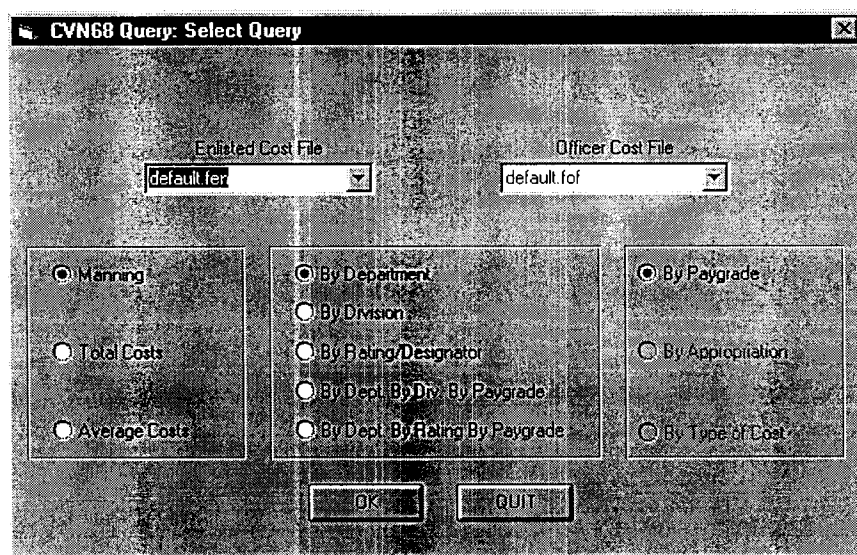 CVN68 Query: Select Query
Enlisted Cost File
Officer Cost File
default.fen
default.fof
Manning
By Department
By Paygrade
By Division
Total Costs
By Rating/Designator
By Appropriation
By Dept. By Div. By Paygrade
Average Costs
By Dept. By Rating By Paygrade
By Type of Cost
OK
QUIT